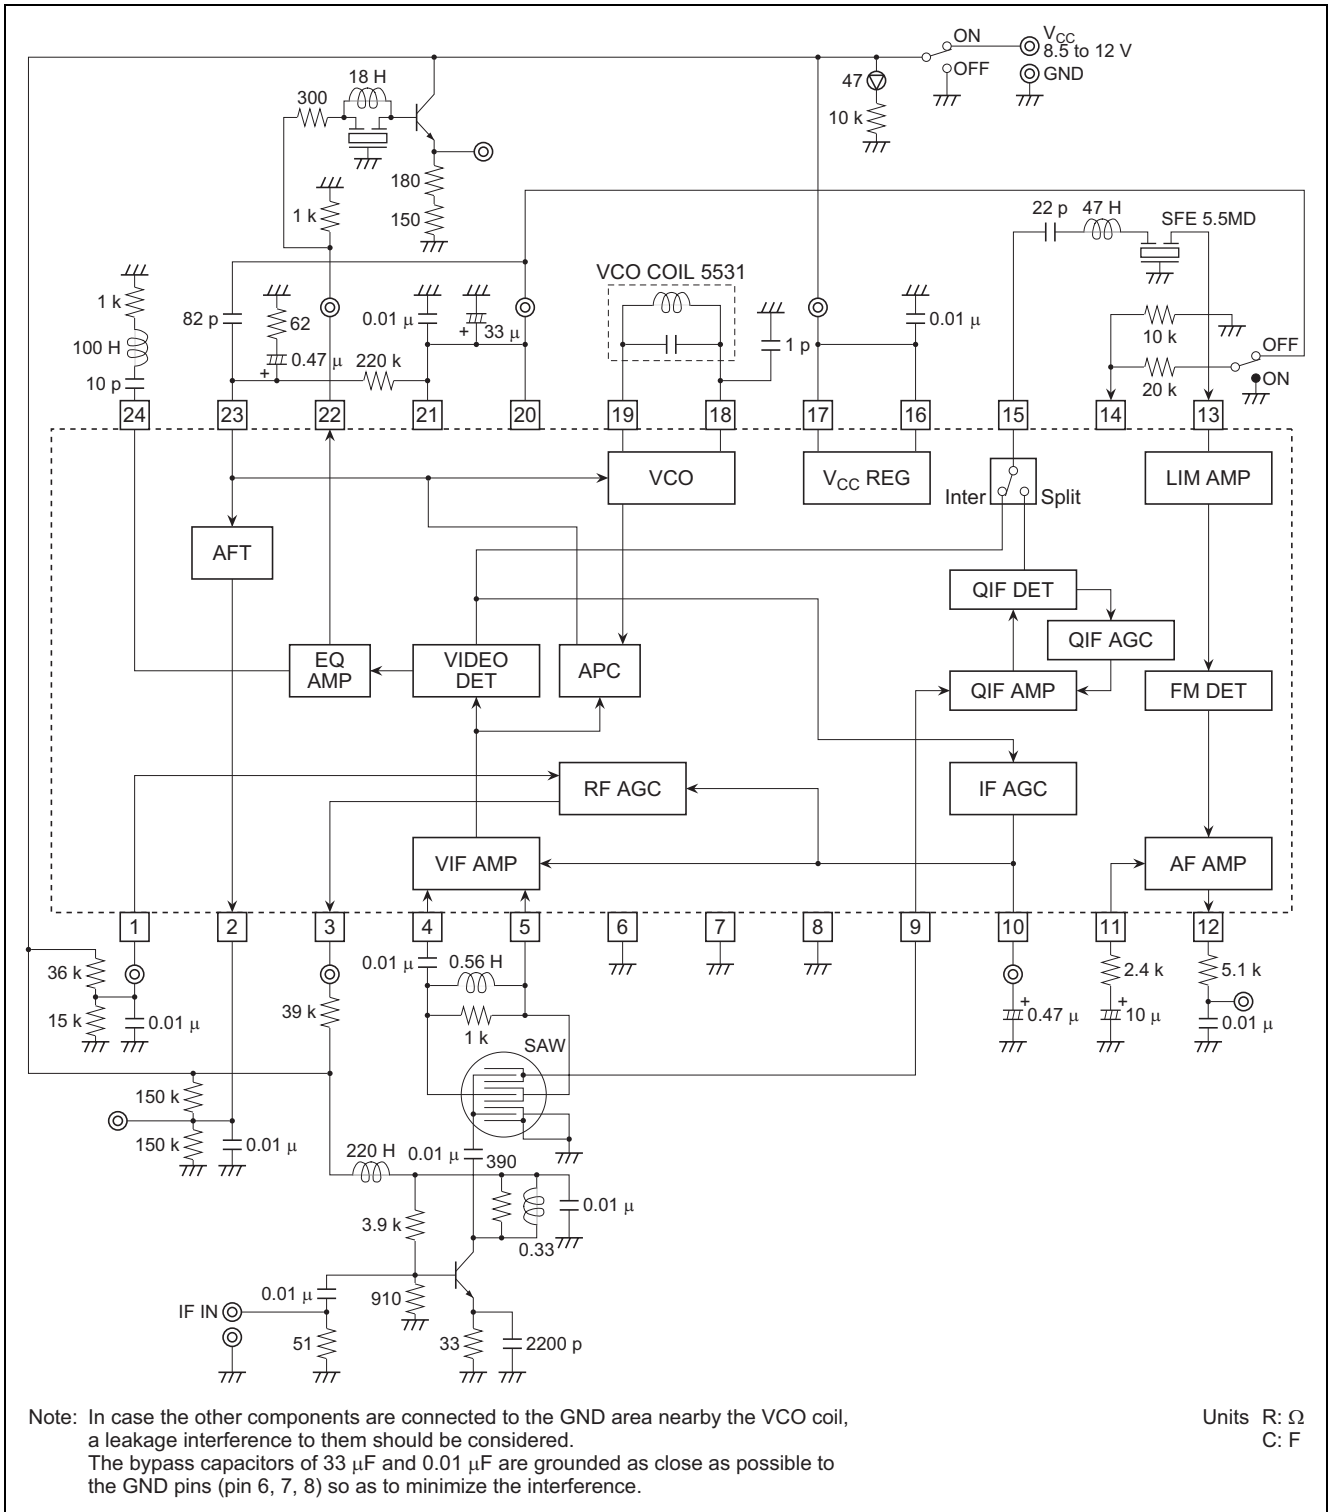 ON
VCC
8.5 to 12 V
OFF
GND
47
10 k
18 H
300
180
150
1 k
22 p
47 H
SFE 5.5MD
VCO COIL 5531
1 k
100 H
10 p
82 p
62
0.47 μ
220 k
0.01 μ
33 μ
+
+
1 p
0.01 μ
10 k
20 k
OFF
ON
24
23
22
21
20
19
18
17
16
15
14
13
VCO
VCC REG
Inter
Split
LIM AMP
AFT
QIF DET
QIF AGC
EQ
AMP
VIDEO
DET
APC
QIF AMP
FM DET
RF AGC
IF AGC
VIF AMP
AF AMP
1
2
3
4
5
6
7
8
9
10
11
12
36 k
15 k
0.01 μ
39 k
0.01 μ
0.56 H
1 k
SAW
+
0.47 μ
2.4 k
+
10 μ
5.1 k
0.01 μ
150 k
150 k
0.01 μ
220 H
0.01 μ
390
3.9 k
0.33
0.01 μ
0.01 μ
910
IF IN
51
33
2200 p
Note: In case the other components are connected to the GND area nearby the VCO coil,
a leakage interference to them should be considered.
The bypass capacitors of 33 μF and 0.01 μF are grounded as close as possible to
the GND pins (pin 6, 7, 8) so as to minimize the interference.
Units R: Ω
C: F